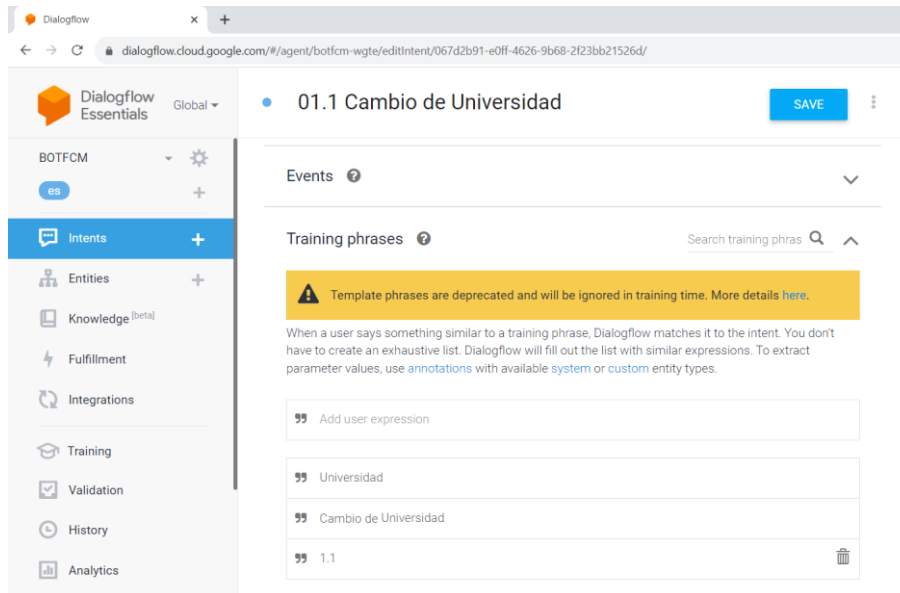 Dialogflow
dialogflow.cloud.google.com/#/agent/botfcm-wgte/editIntent/067d2b91-e0ff-4626-9b68-2f23bb21526d/
Dialogflow
Essentials
Global
01.1 Cambio de Universidad
SAVE
BOTFCM
es
Intents
Entities
Knowledge [beta]
Fulfillment
Integrations
Training
Validation
History
Analytics
Events
Training phrases
Search training phras
Template phrases are deprecated and will be ignored in training time. More details here.
When a user says something similar to a training phrase, Dialogflow matches it to the intent. You don't
have to create an exhaustive list. Dialogflow will fill out the list with similar expressions. To extract
parameter values, use annotations with available system or custom entity types.
Add user expression
Universidad
Cambio de Universidad
1.1